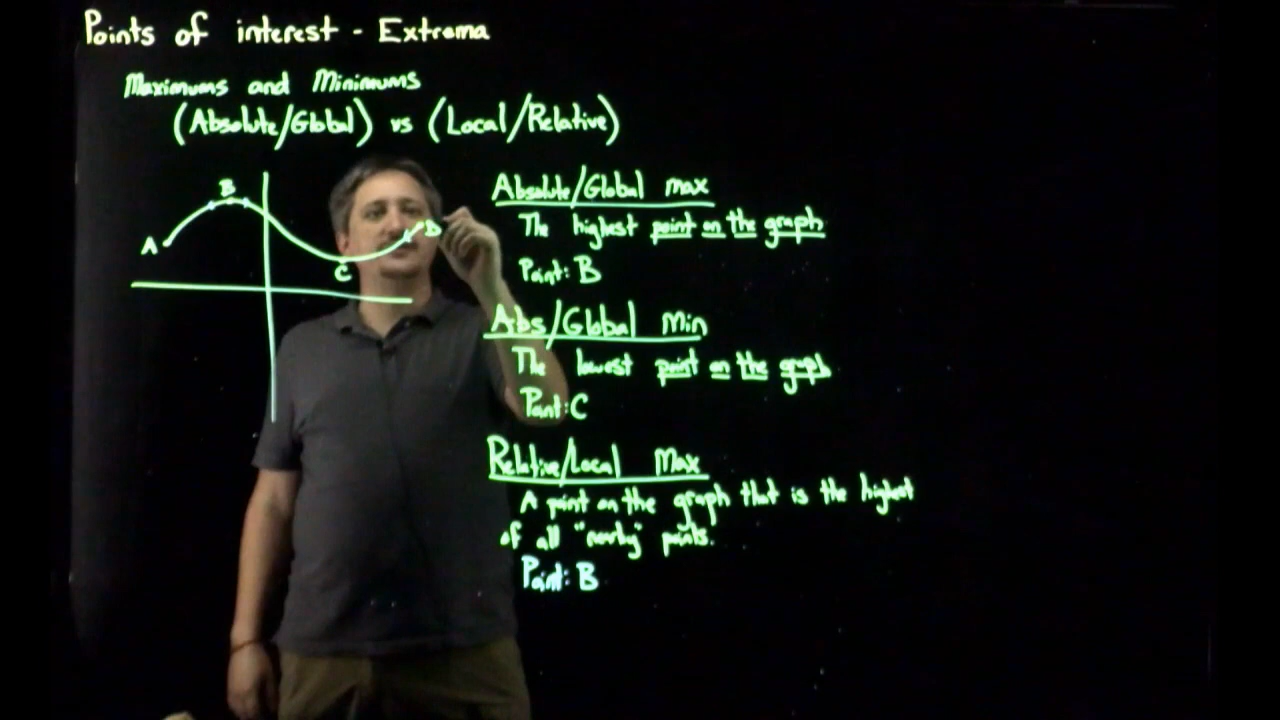 Points of interest - Extrema
Maximums and Minimums
(Absolute/Global) vs (Local/Relative)
A
B
C
D
Absolute/Global max
The highest point on the graph
Point: B
Abs/Global Min
The lowest point on the graph
Point: C
Relative/Local Max
A point on the graph that is the highest
of all "nearby" points.
Point: B